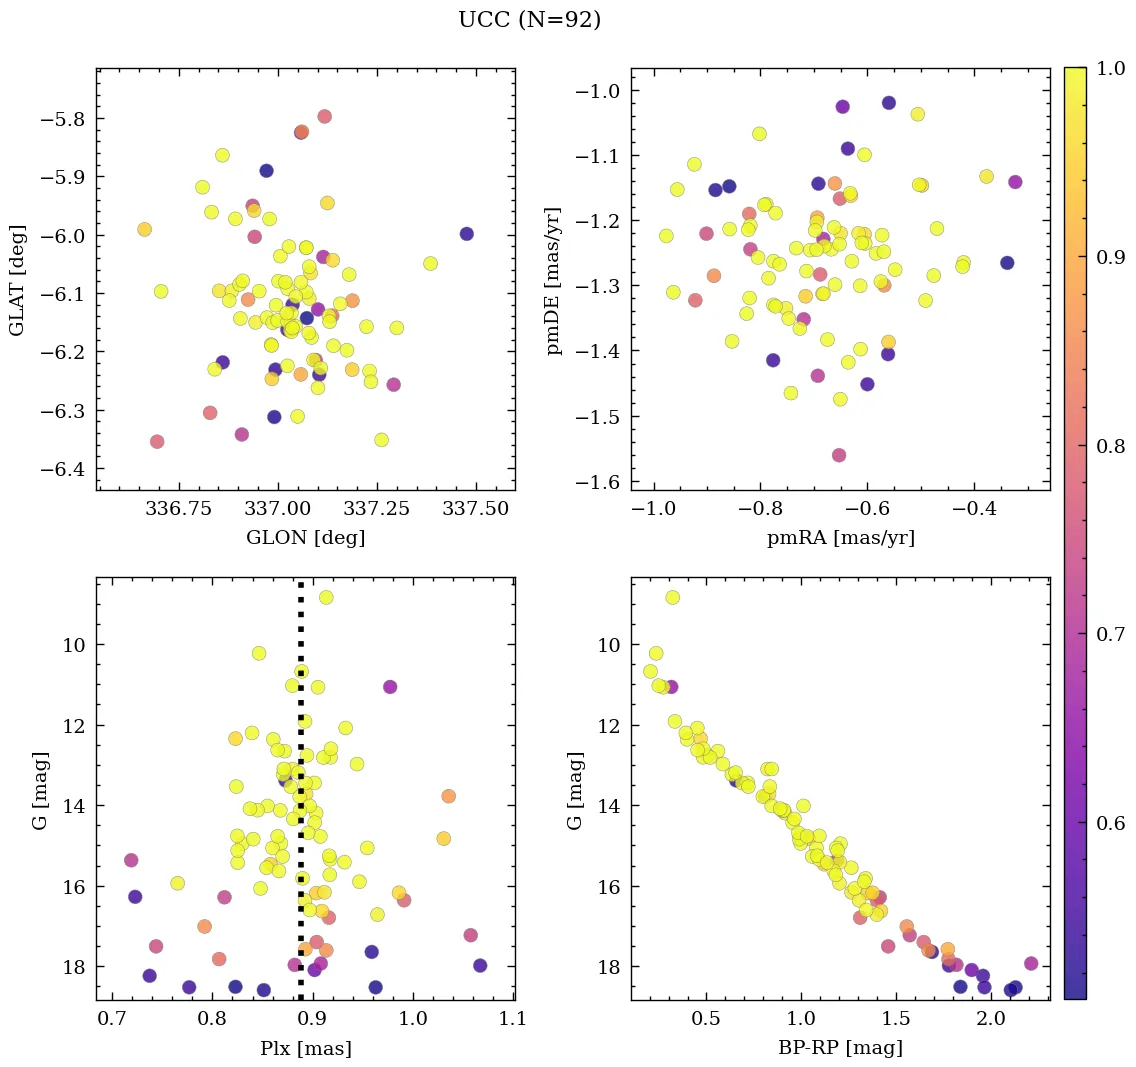 UCC (N=92)
−5.8
−5.9
−6.0
−6.1
−6.2
−6.3
−6.4
GLAT [deg]
336.75 337.00 337.25 337.50
GLON [deg]
−1.0
−1.1
−1.2
−1.3
−1.4
−1.5
−1.6
pmDE [mas/yr]
−1.0 −0.8 −0.6 −0.4
pmRA [mas/yr]
1.0
0.9
0.8
0.7
0.6
10
12
14
16
18
G [mag]
0.7 0.8 0.9 1.0 1.1
Plx [mas]
10
12
14
16
18
G [mag]
0.5 1.0 1.5 2.0
BP-RP [mag]